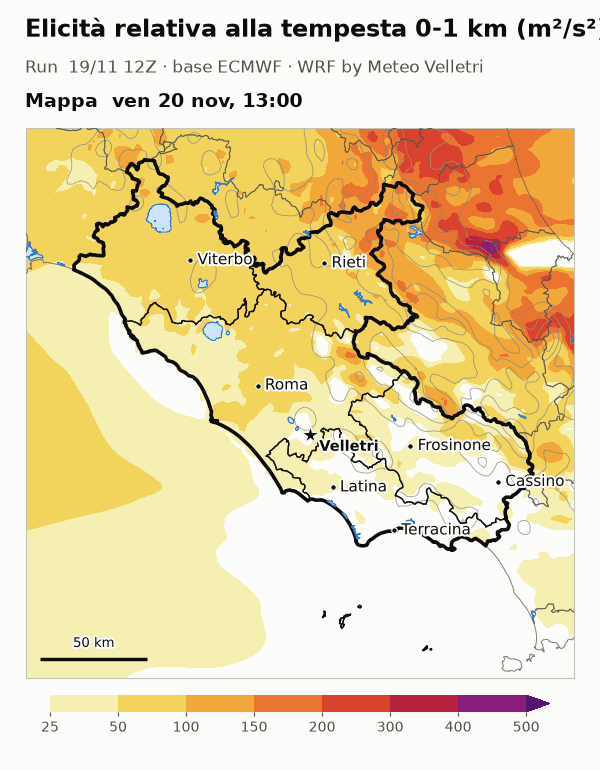 Elicità relativa alla tempesta 0-1 km (m²/s²)
Run  19/11 12Z · base ECMWF · WRF by Meteo Velletri
Mappa  ven 20 nov, 13:00
Viterbo
Rieti
Roma
Velletri
Frosinone
Cassino
Latina
Terracina
50 km
25 50 100 150 200 300 400 500